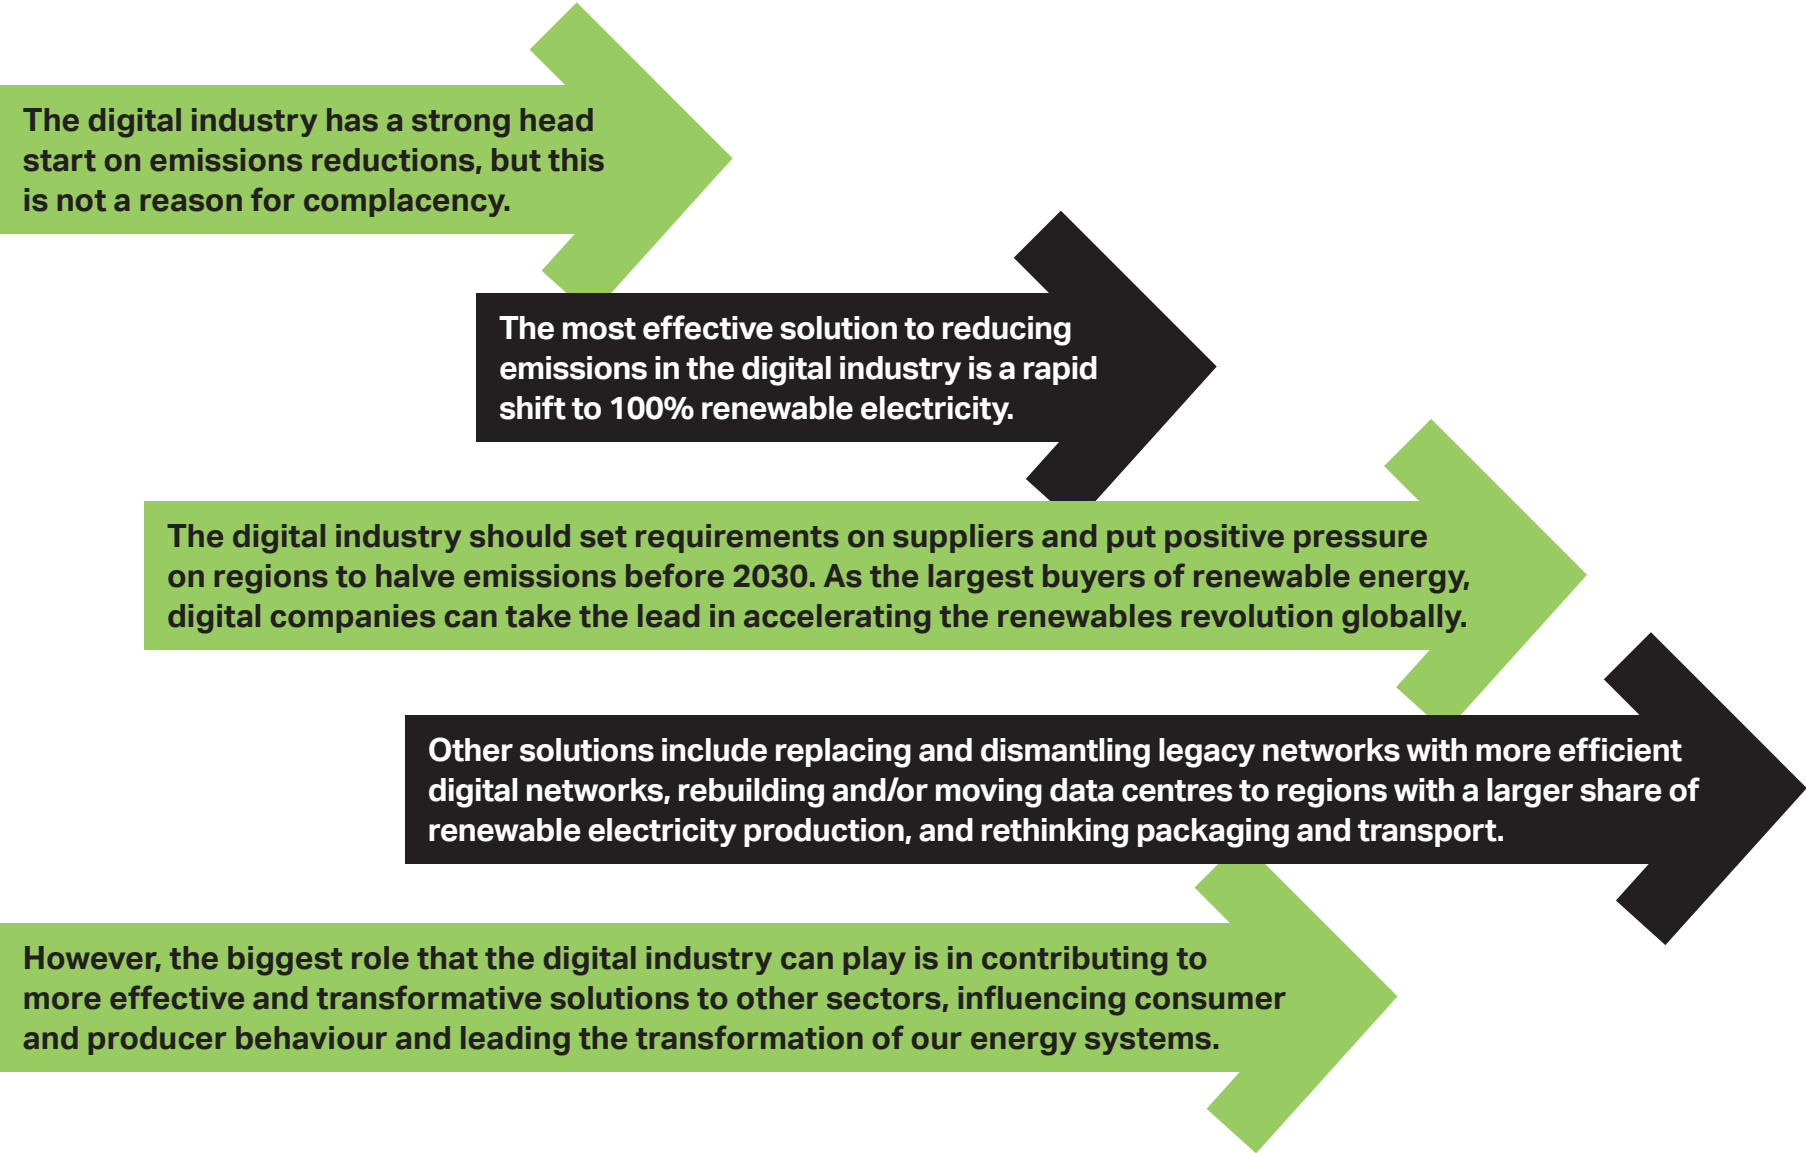 The digital industry has a strong head
start on emissions reductions, but this
is not a reason for complacency.
The most effective solution to reducing
emissions in the digital industry is a rapid
shift to 100% renewable electricity.
The digital industry should set requirements on suppliers and put positive pressure
on regions to halve emissions before 2030. As the largest buyers of renewable energy,
digital companies can take the lead in accelerating the renewables revolution globally.
Other solutions include replacing and dismantling legacy networks with more efficient
digital networks, rebuilding and/or moving data centres to regions with a larger share of
renewable electricity production, and rethinking packaging and transport.
However, the biggest role that the digital industry can play is in contributing to
more effective and transformative solutions to other sectors, influencing consumer
and producer behaviour and leading the transformation of our energy systems.